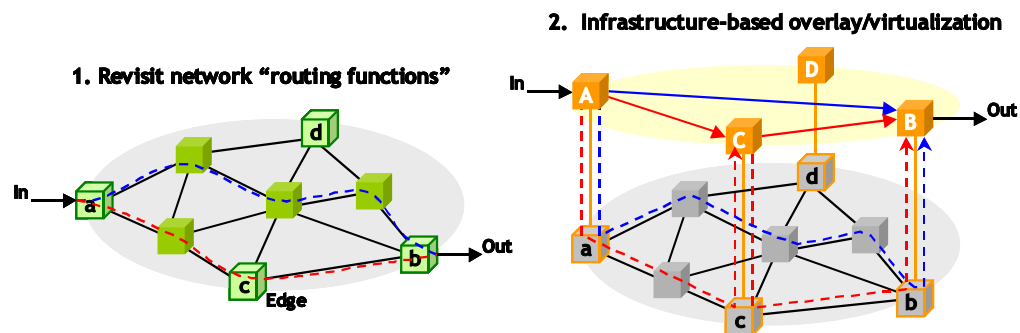 1. Revisit network “routing functions”
In
a
d
c
Edge
b
Out
2. Infrastructure-based overlay/virtualization
In
A
D
C
B
Out
d
a
c
b